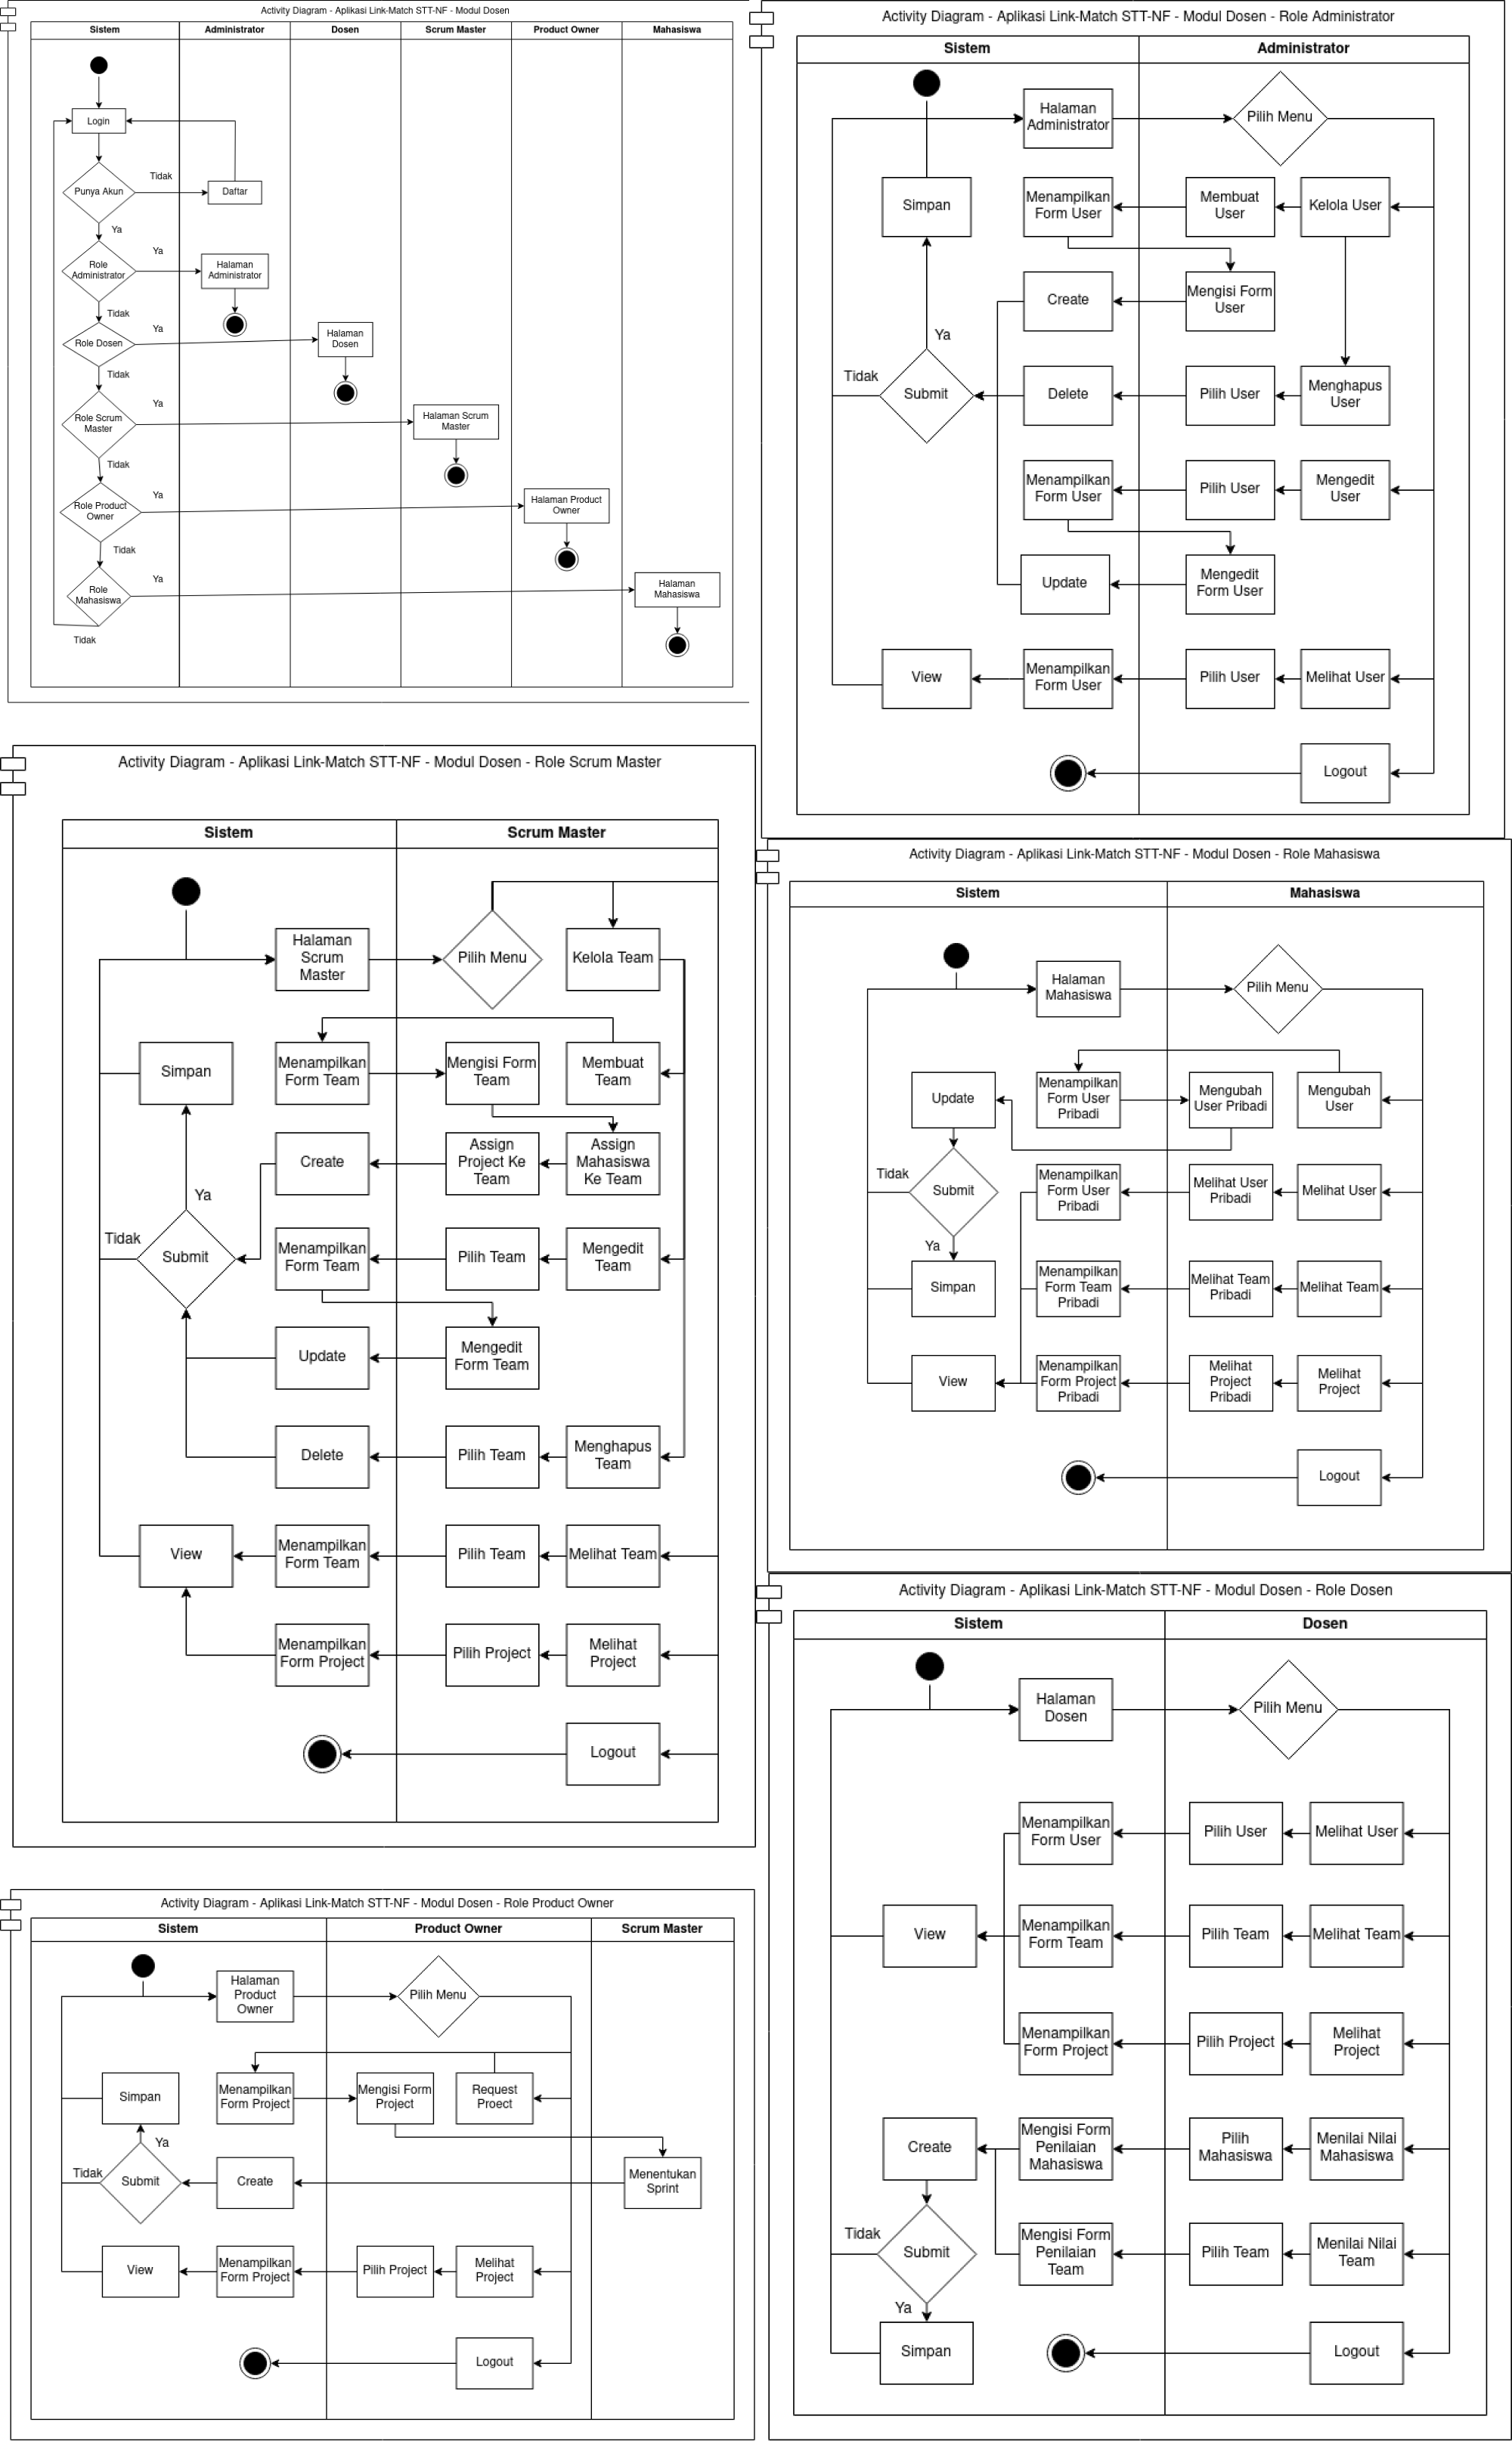 Activity Diagram - Aplikasi Link-Match STT-NF - Modul Dosen
Sistem
Administrator
Dosen
Scrum Master
Product Owner
Mahasiswa
Login
Punya Akun
Tidak
Daftar
Ya
Role
Administrator
Ya
Halaman
Administrator
Tidak
Role Dosen
Ya
Halaman
Dosen
Tidak
Role Scrum
Master
Ya
Halaman Scrum
Master
Tidak
Role Product
Owner
Ya
Halaman Product
Owner
Tidak
Role
Mahasiswa
Ya
Halaman
Mahasiswa
Tidak
Activity Diagram - Aplikasi Link-Match STT-NF - Modul Dosen - Role Administrator
Sistem
Administrator
Halaman
Administrator
Pilih Menu
Simpan
Menampilkan
Form User
Membuat
User
Kelola User
Create
Mengisi Form
User
Ya
Tidak
Submit
Delete
Pilih User
Menghapus
User
Menampilkan
Form User
Pilih User
Mengedit
User
Update
Mengedit
Form User
View
Menampilkan
Form User
Pilih User
Melihat User
Logout
Activity Diagram - Aplikasi Link-Match STT-NF - Modul Dosen - Role Scrum Master
Sistem
Scrum Master
Halaman
Scrum
Master
Pilih Menu
Kelola Team
Simpan
Menampilkan
Form Team
Mengisi Form
Team
Membuat
Team
Create
Assign
Project Ke
Team
Assign
Mahasiswa
Ke Team
Ya
Tidak
Submit
Menampilkan
Form Team
Pilih Team
Mengedit
Team
Update
Mengedit
Form Team
Delete
Pilih Team
Menghapus
Team
View
Menampilkan
Form Team
Pilih Team
Melihat Team
Menampilkan
Form Project
Pilih Project
Melihat
Project
Logout
Activity Diagram - Aplikasi Link-Match STT-NF - Modul Dosen - Role Mahasiswa
Sistem
Mahasiswa
Halaman
Mahasiswa
Pilih Menu
Update
Menampilkan
Form User
Pribadi
Mengubah
User Pribadi
Mengubah
User
Tidak
Submit
Menampilkan
Form User
Pribadi
Melihat User
Pribadi
Melihat User
Ya
Simpan
Menampilkan
Form Team
Pribadi
Melihat Team
Pribadi
Melihat Team
View
Menampilkan
Form Project
Pribadi
Melihat
Project
Pribadi
Melihat
Project
Logout
Activity Diagram - Aplikasi Link-Match STT-NF - Modul Dosen - Role Dosen
Sistem
Dosen
Halaman
Dosen
Pilih Menu
Menampilkan
Form User
Pilih User
Melihat User
View
Menampilkan
Form Team
Pilih Team
Melihat Team
Menampilkan
Form Project
Pilih Project
Melihat
Project
Create
Mengisi Form
Penilaian
Mahasiswa
Pilih
Mahasiswa
Menilai Nilai
Mahasiswa
Tidak
Submit
Mengisi Form
Penilaian
Team
Pilih Team
Menilai Nilai
Team
Ya
Simpan
Logout
Activity Diagram - Aplikasi Link-Match STT-NF - Modul Dosen - Role Product Owner
Sistem
Product Owner
Scrum Master
Halaman
Product
Owner
Pilih Menu
Simpan
Menampilkan
Form Project
Mengisi Form
Project
Request
Proect
Ya
Tidak
Submit
Create
Menentukan
Sprint
View
Menampilkan
Form Project
Pilih Project
Melihat
Project
Logout